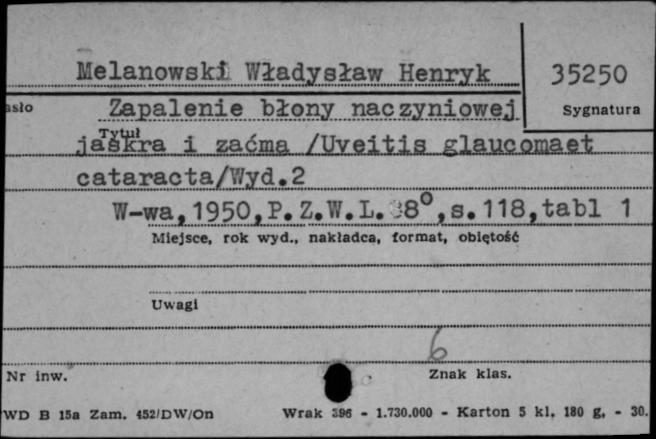 Melanowski Władysław Henryk
35250
asło
Zapalenie błony naczyniowej
Sygnatura
Tytuł
jaskra i zaćma /Uveitis glaucomaet
cataracta/Wyd.2
W-wa,1950,P.Z.W.L. 8°,s.118,tabl 1
Miejsce, rok wyd., nakładca, format, objętość
Uwagi
6
Nr inw.
Znak klas.
WD B 15a Zam. 452/DW/On
Wrak 396 - 1.730.000 - Karton 5 kl. 180 g. - 30.